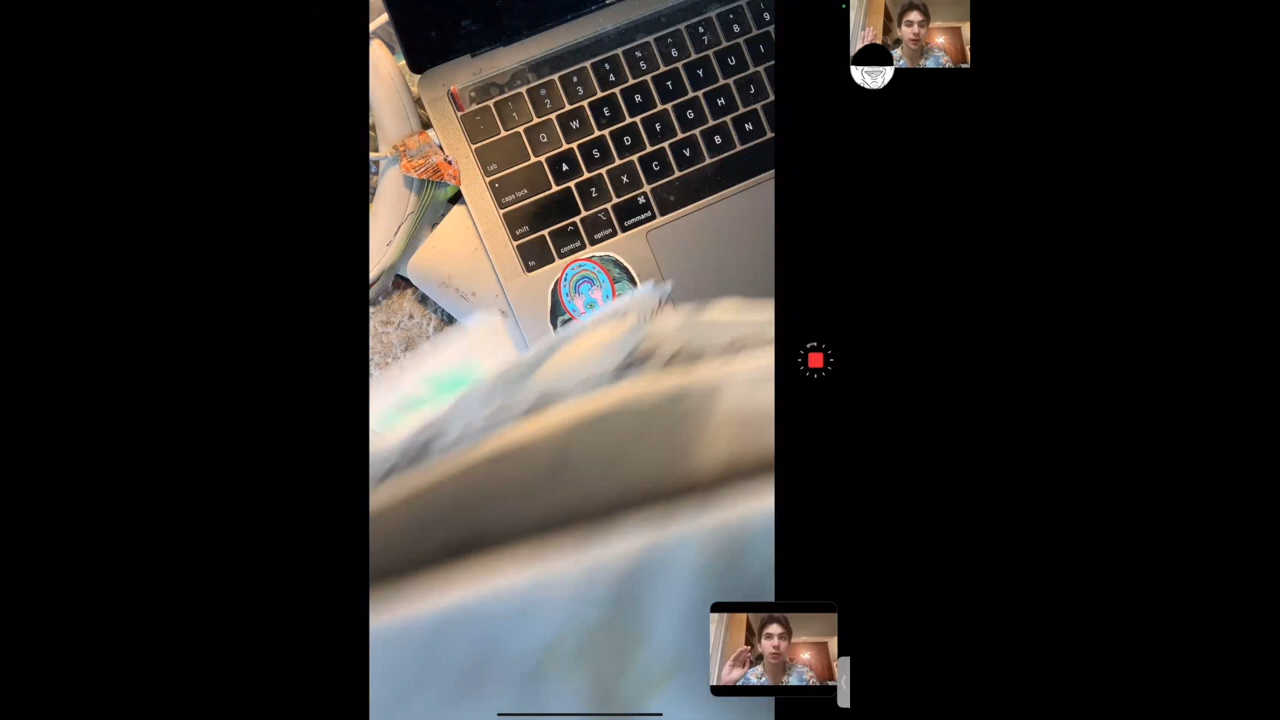 ~ ! 1 @ 2 # 3 $ 4 % 5 ^ 6 & 7 * 8 9
tab Q W E R T Y U I
caps lock A S D F G H J
shift Z X C V B N
fn ^ control ⌥ option ⌘ command